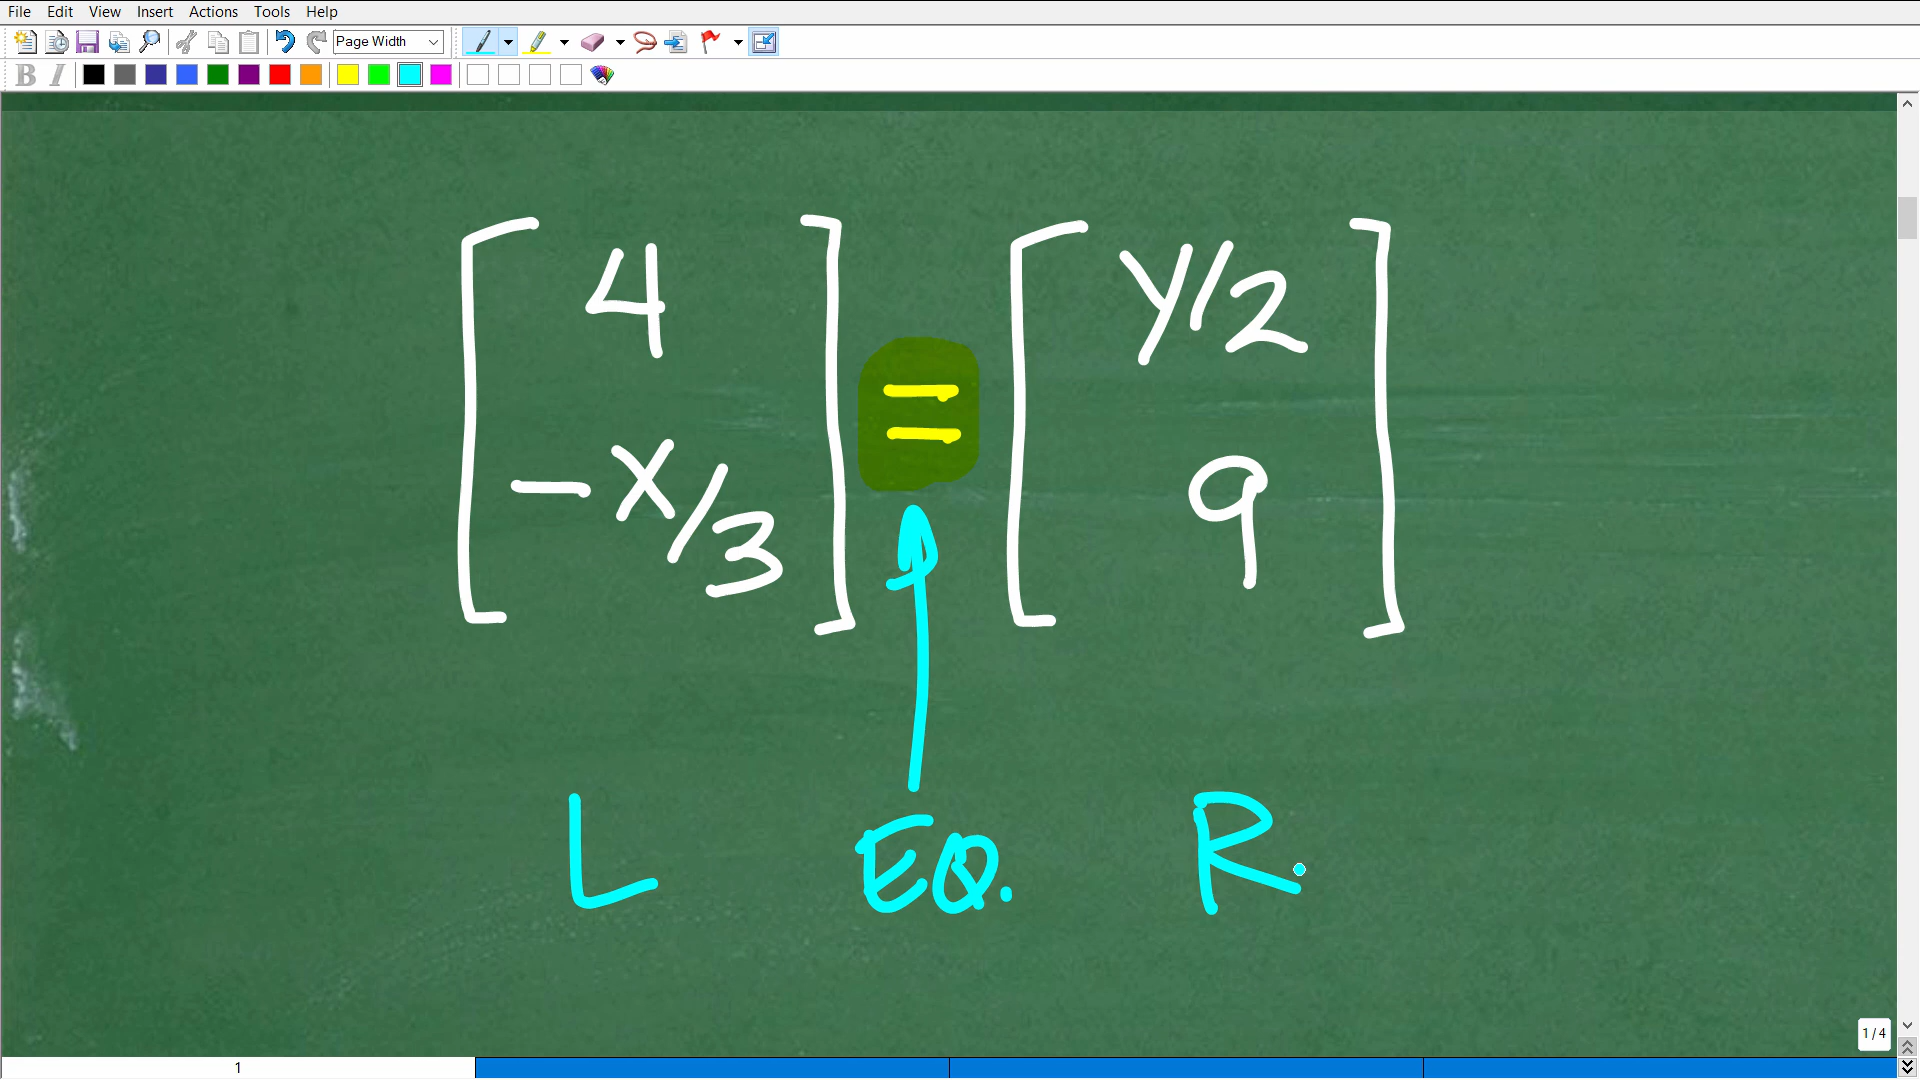 File Edit View Insert Actions Tools Help
Page Width
B I
4 = y/2
-x/3 9
L EQ. R
1 / 4
1